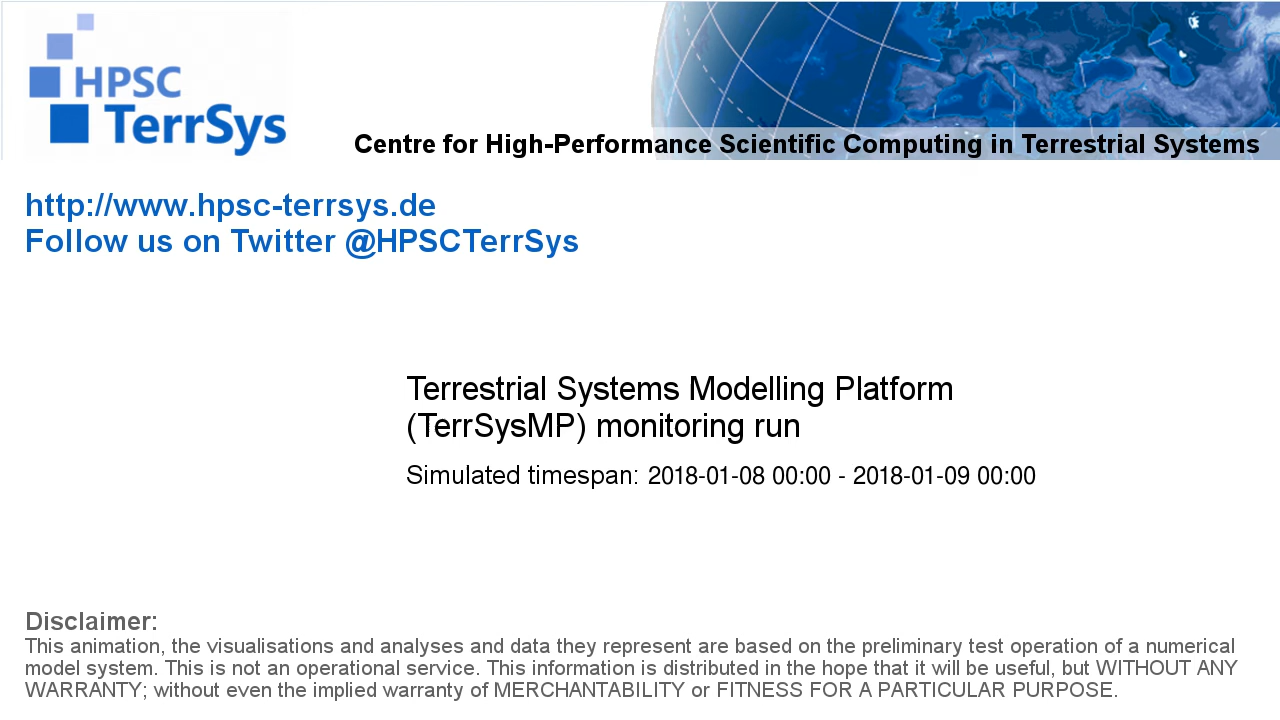 HPSC
TerrSys
Centre for High-Performance Scientific Computing in Terrestrial Systems
http://www.hpsc-terrsys.de
Follow us on Twitter @HPSCTerrSys
Terrestrial Systems Modelling Platform
(TerrSysMP) monitoring run
Simulated timespan: 2018-01-08 00:00 - 2018-01-09 00:00
Disclaimer:
This animation, the visualisations and analyses and data they represent are based on the preliminary test operation of a numerical
model system. This is not an operational service. This information is distributed in the hope that it will be useful, but WITHOUT ANY
WARRANTY; without even the implied warranty of MERCHANTABILITY or FITNESS FOR A PARTICULAR PURPOSE.